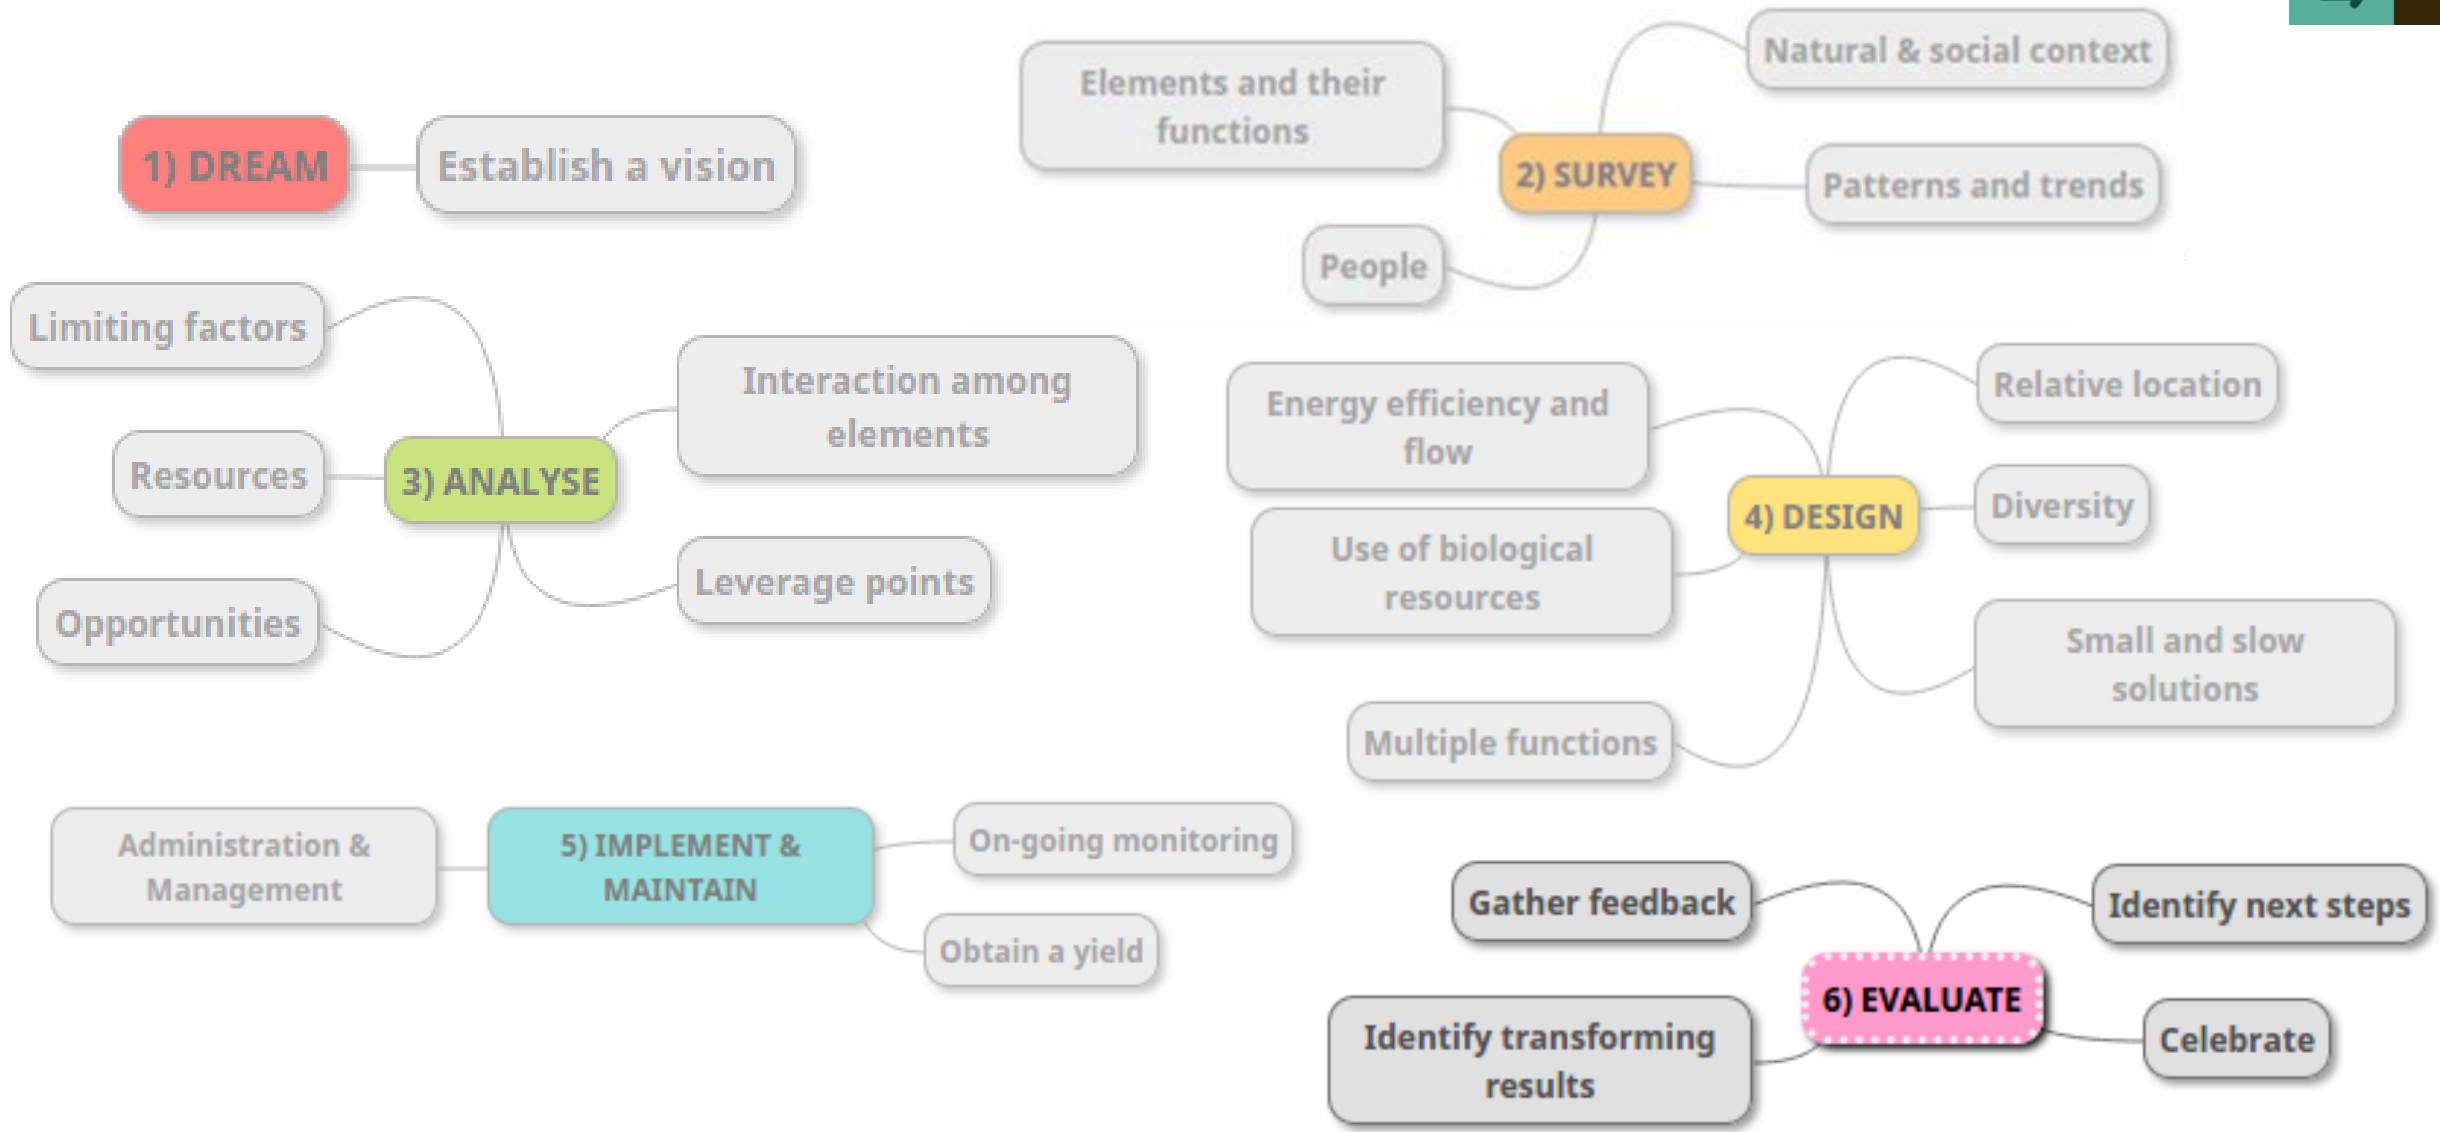 1) DREAM
Establish a vision
Elements and their
functions
Natural & social context
2) SURVEY
Patterns and trends
People
Limiting factors
Interaction among
elements
Resources
3) ANALYSE
Leverage points
Opportunities
Energy efficiency and
flow
Relative location
4) DESIGN
Diversity
Use of biological
resources
Small and slow
solutions
Multiple functions
Administration &
Management
5) IMPLEMENT &
MAINTAIN
On-going monitoring
Obtain a yield
Gather feedback
Identify next steps
6) EVALUATE
Identify transforming
results
Celebrate